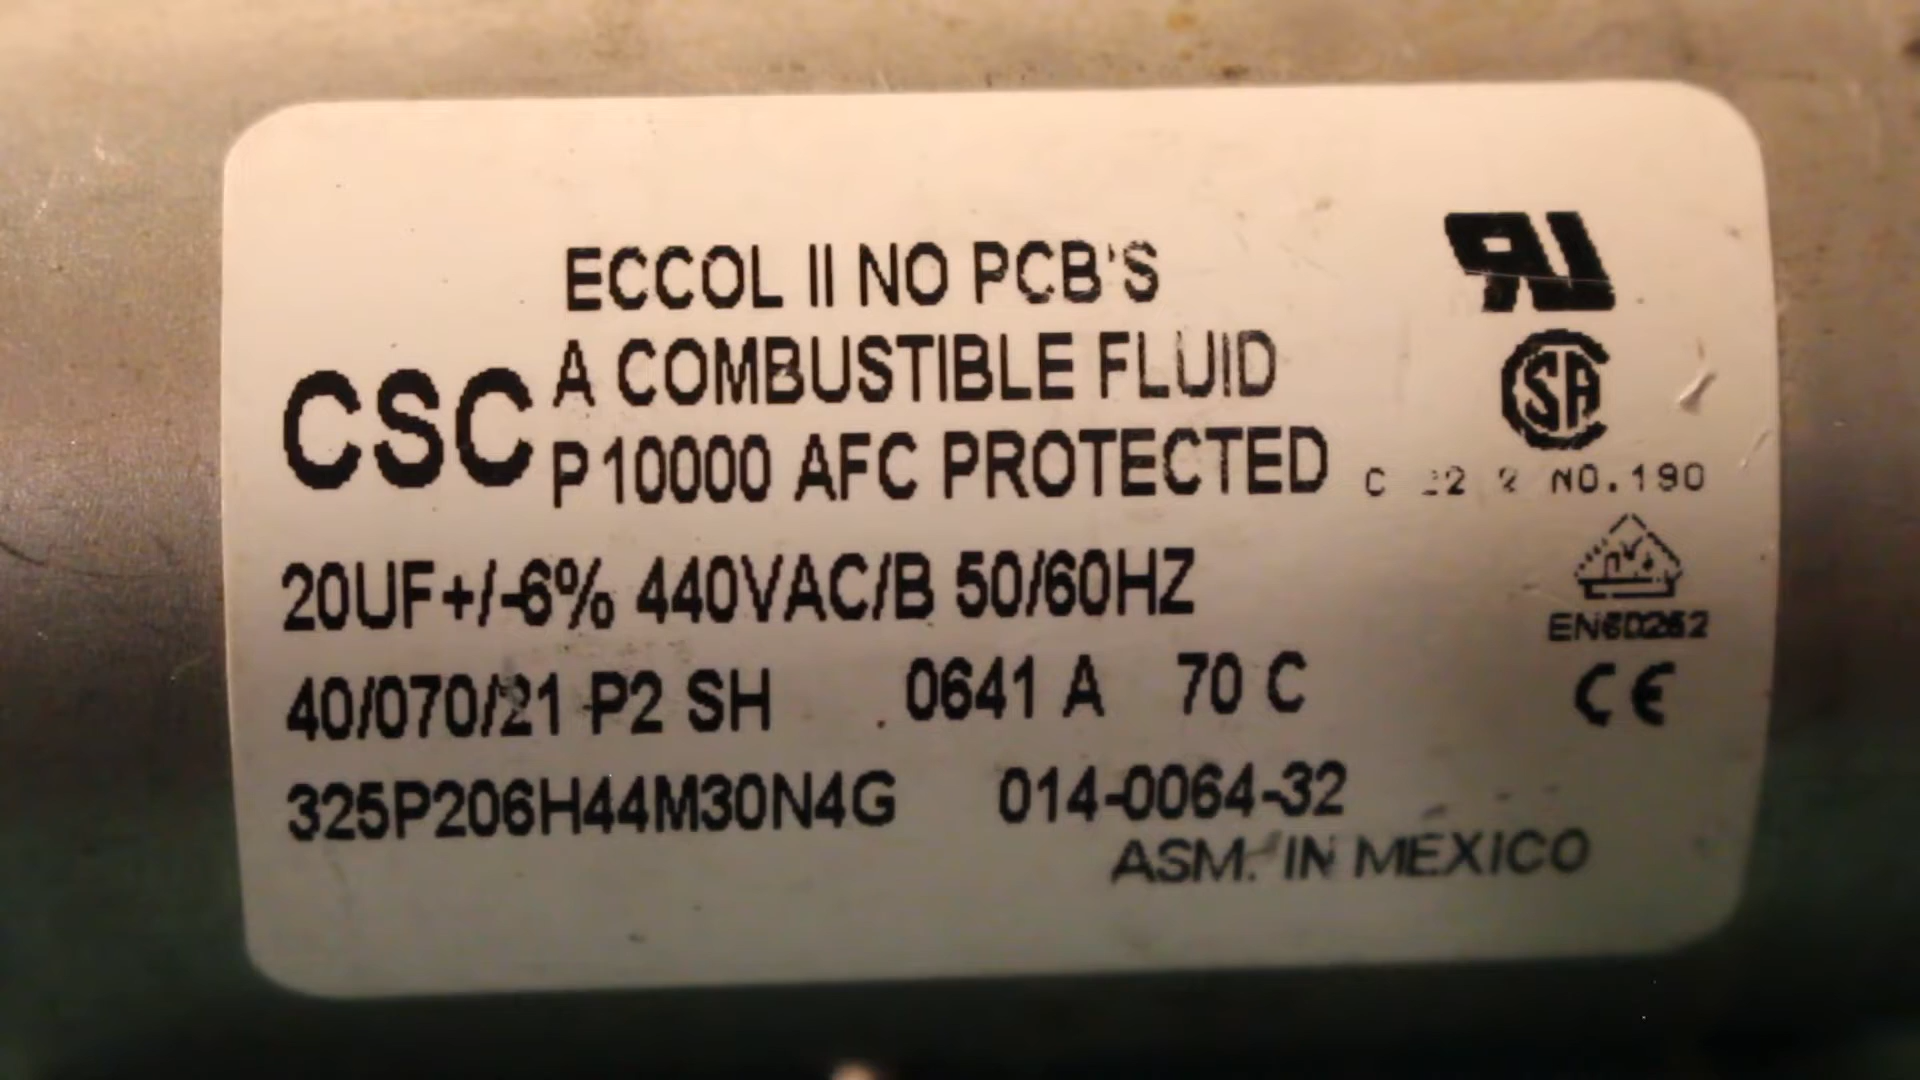 ECCOL II NO PCB'S
A COMBUSTIBLE FLUID
CSC
P10000 AFC PROTECTED
NO.190
20UF+/-6% 440VAC/B 50/60HZ
EN60252
40/070/21 P2 SH 0641 A 70 C
CE
325P206H44M30N4G 014-0064-32
ASM. IN MEXICO